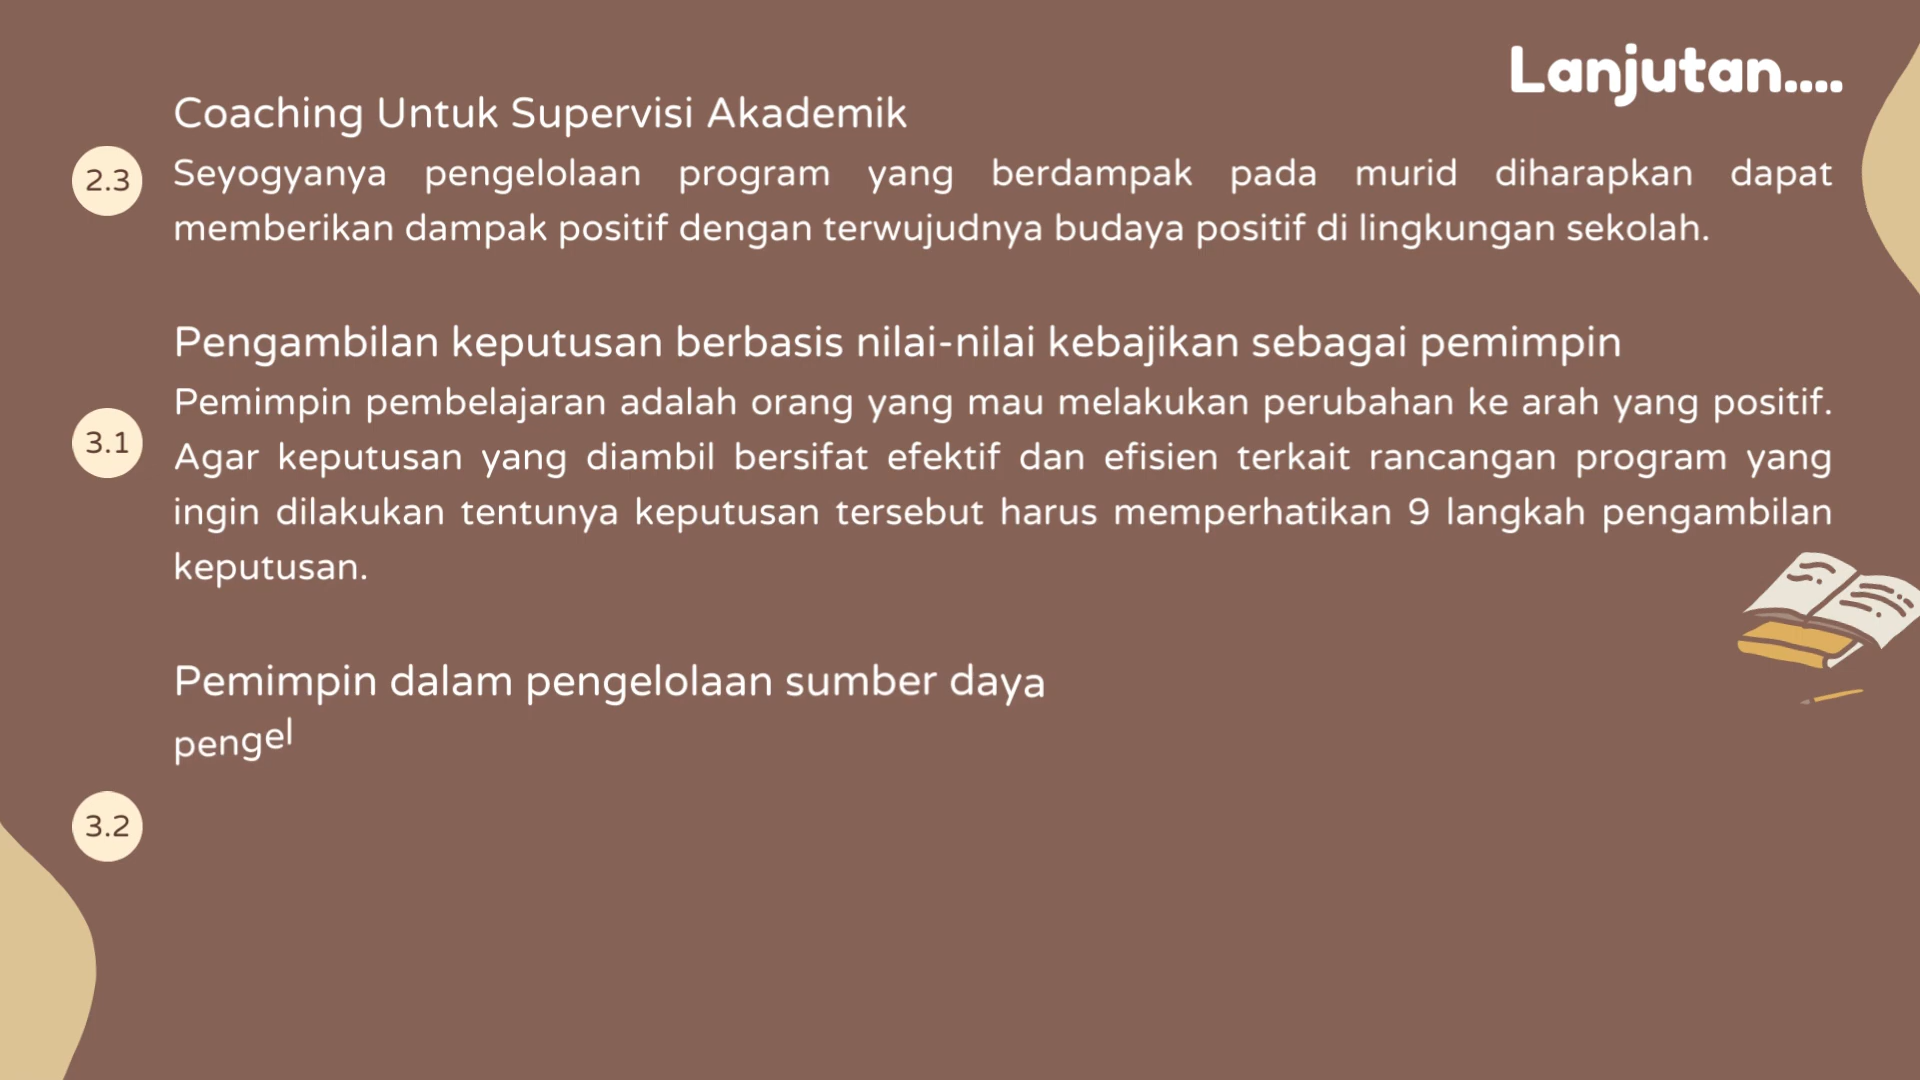 Lanjutan....
Coaching Untuk Supervisi Akademik
2.3
Seyogyanya pengelolaan program yang berdampak pada murid diharapkan dapat
memberikan dampak positif dengan terwujudnya budaya positif di lingkungan sekolah.
Pengambilan keputusan berbasis nilai-nilai kebajikan sebagai pemimpin
Pemimpin pembelajaran adalah orang yang mau melakukan perubahan ke arah yang positif.
3.1
Agar keputusan yang diambil bersifat efektif dan efisien terkait rancangan program yang
ingin dilakukan tentunya keputusan tersebut harus memperhatikan 9 langkah pengambilan
keputusan.
Pemimpin dalam pengelolaan sumber daya
pengel
3.2